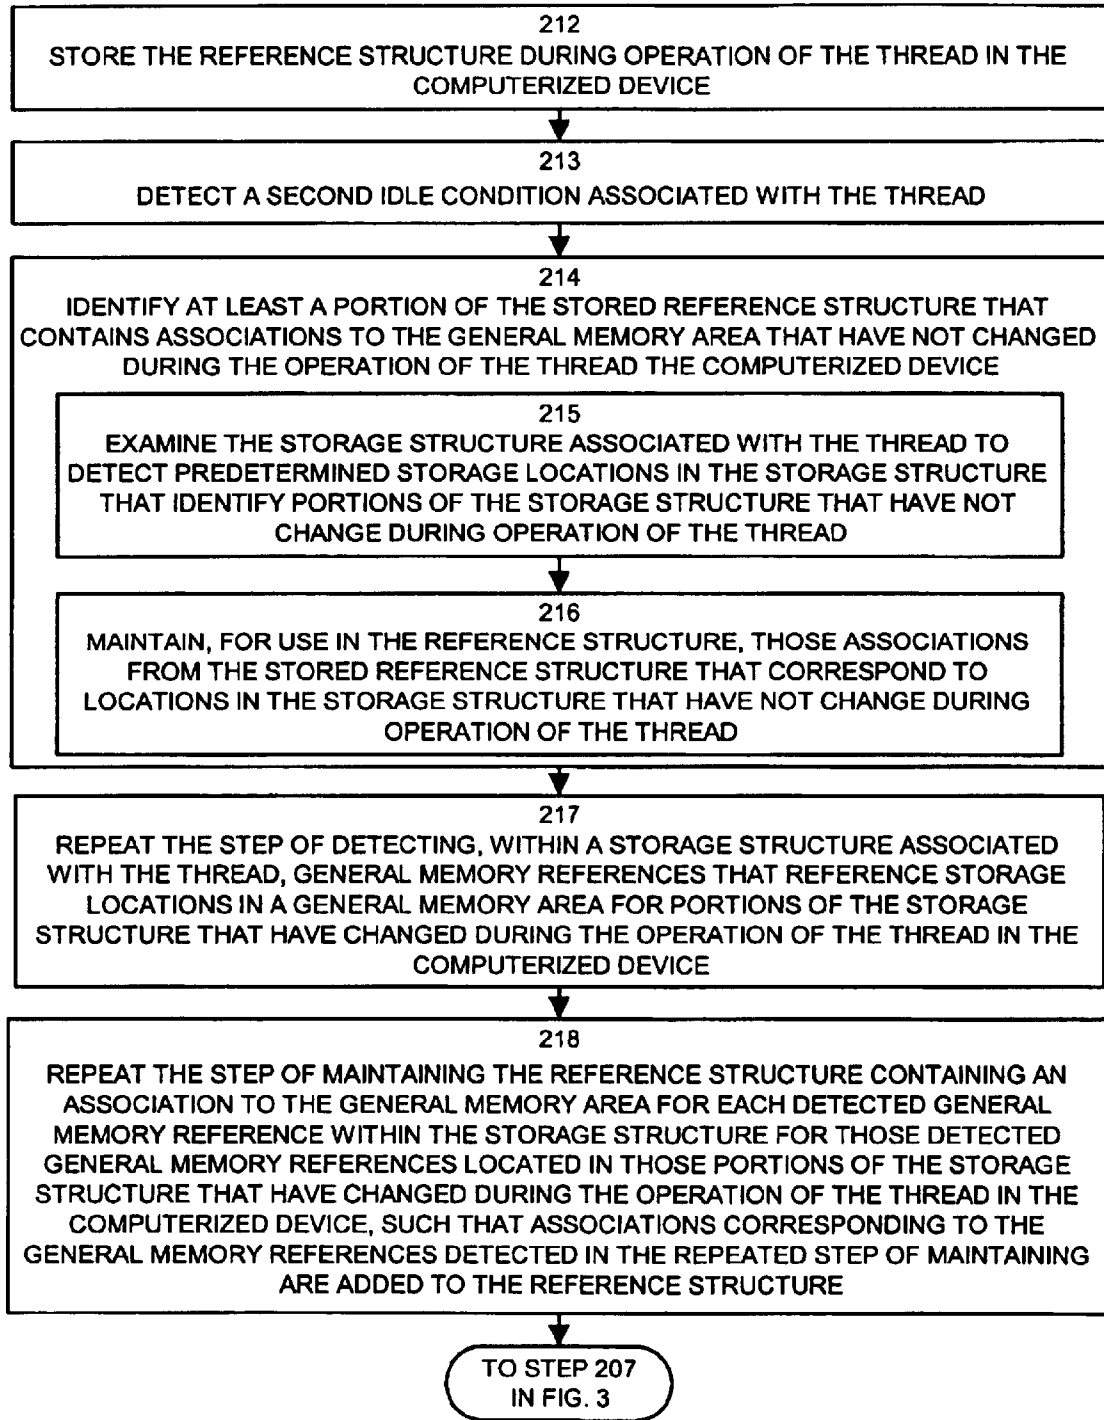 212
STORE THE REFERENCE STRUCTURE DURING OPERATION OF THE THREAD IN THE
COMPUTERIZED DEVICE
213
DETECT A SECOND IDLE CONDITION ASSOCIATED WITH THE THREAD
214
IDENTIFY AT LEAST A PORTION OF THE STORED REFERENCE STRUCTURE THAT
CONTAINS ASSOCIATIONS TO THE GENERAL MEMORY AREA THAT HAVE NOT CHANGED
DURING THE OPERATION OF THE THREAD THE COMPUTERIZED DEVICE
215
EXAMINE THE STORAGE STRUCTURE ASSOCIATED WITH THE THREAD TO
DETECT PREDETERMINED STORAGE LOCATIONS IN THE STORAGE STRUCTURE
THAT IDENTIFY PORTIONS OF THE STORAGE STRUCTURE THAT HAVE NOT
CHANGE DURING OPERATION OF THE THREAD
216
MAINTAIN, FOR USE IN THE REFERENCE STRUCTURE, THOSE ASSOCIATIONS
FROM THE STORED REFERENCE STRUCTURE THAT CORRESPOND TO
LOCATIONS IN THE STORAGE STRUCTURE THAT HAVE NOT CHANGE DURING
OPERATION OF THE THREAD
217
REPEAT THE STEP OF DETECTING, WITHIN A STORAGE STRUCTURE ASSOCIATED
WITH THE THREAD, GENERAL MEMORY REFERENCES THAT REFERENCE STORAGE
LOCATIONS IN A GENERAL MEMORY AREA FOR PORTIONS OF THE STORAGE
STRUCTURE THAT HAVE CHANGED DURING THE OPERATION OF THE THREAD IN THE
COMPUTERIZED DEVICE
218
REPEAT THE STEP OF MAINTAINING THE REFERENCE STRUCTURE CONTAINING AN
ASSOCIATION TO THE GENERAL MEMORY AREA FOR EACH DETECTED GENERAL
MEMORY REFERENCE WITHIN THE STORAGE STRUCTURE FOR THOSE DETECTED
GENERAL MEMORY REFERENCES LOCATED IN THOSE PORTIONS OF THE STORAGE
STRUCTURE THAT HAVE CHANGED DURING THE OPERATION OF THE THREAD IN THE
COMPUTERIZED DEVICE, SUCH THAT ASSOCIATIONS CORRESPONDING TO THE
GENERAL MEMORY REFERENCES DETECTED IN THE REPEATED STEP OF MAINTAINING
ARE ADDED TO THE REFERENCE STRUCTURE
TO STEP 207
IN FIG. 3